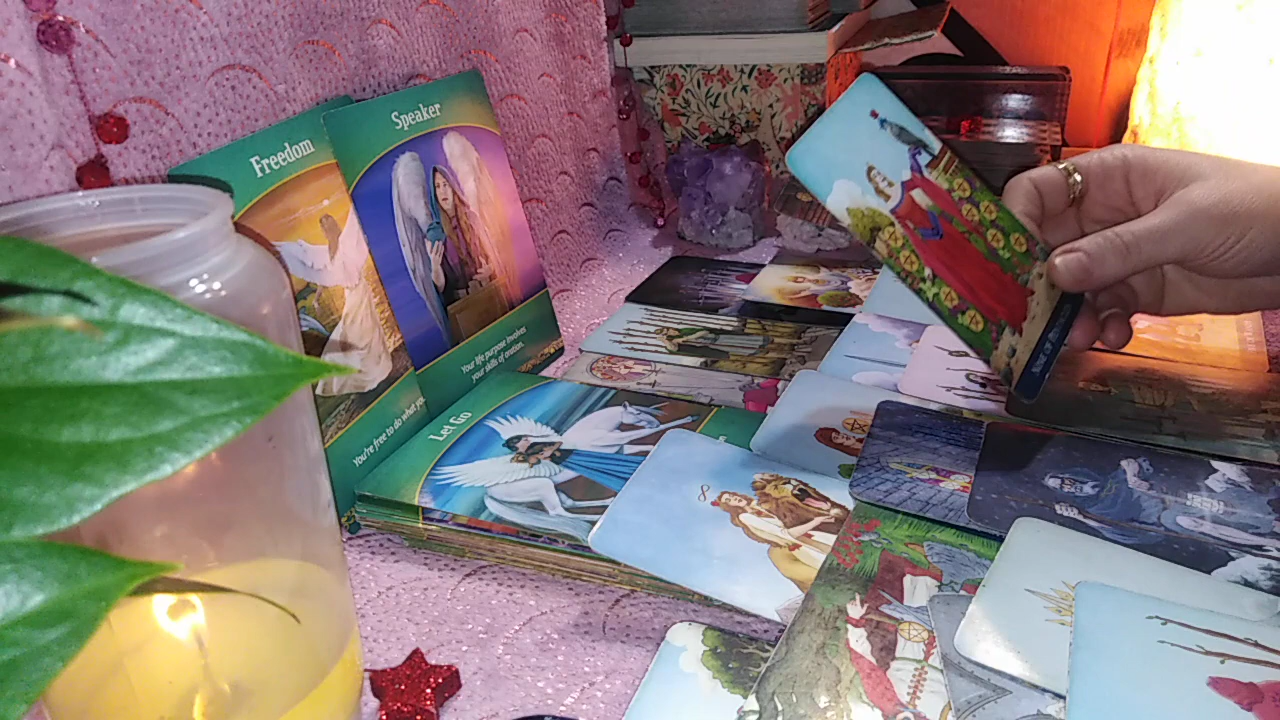 Freedom
You're free to do what you
Speaker
Your life purpose involves
your skills of oration.
Let Go